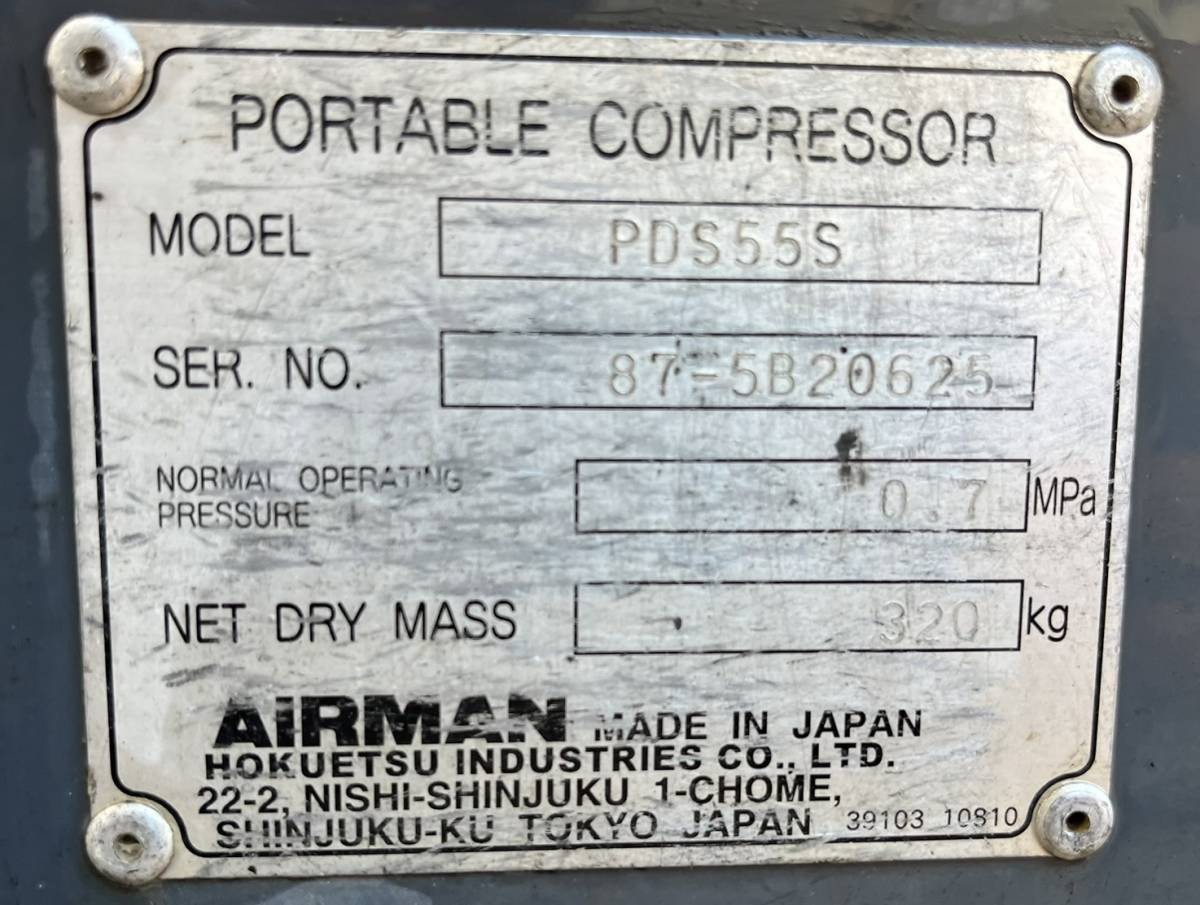 PORTABLE COMPRESSOR
MODEL PDS55S
SER. NO. 87-5B20625
NORMAL OPERATING
PRESSURE 0.7 MPa
NET DRY MASS 320 kg
AiRMAN MADE IN JAPAN
HOKUETSU INDUSTRIES CO., LTD.
22-2, NISHI-SHINJUKU 1-CHOME,
SHINJUKU-KU TOKYO JAPAN 39103 10810